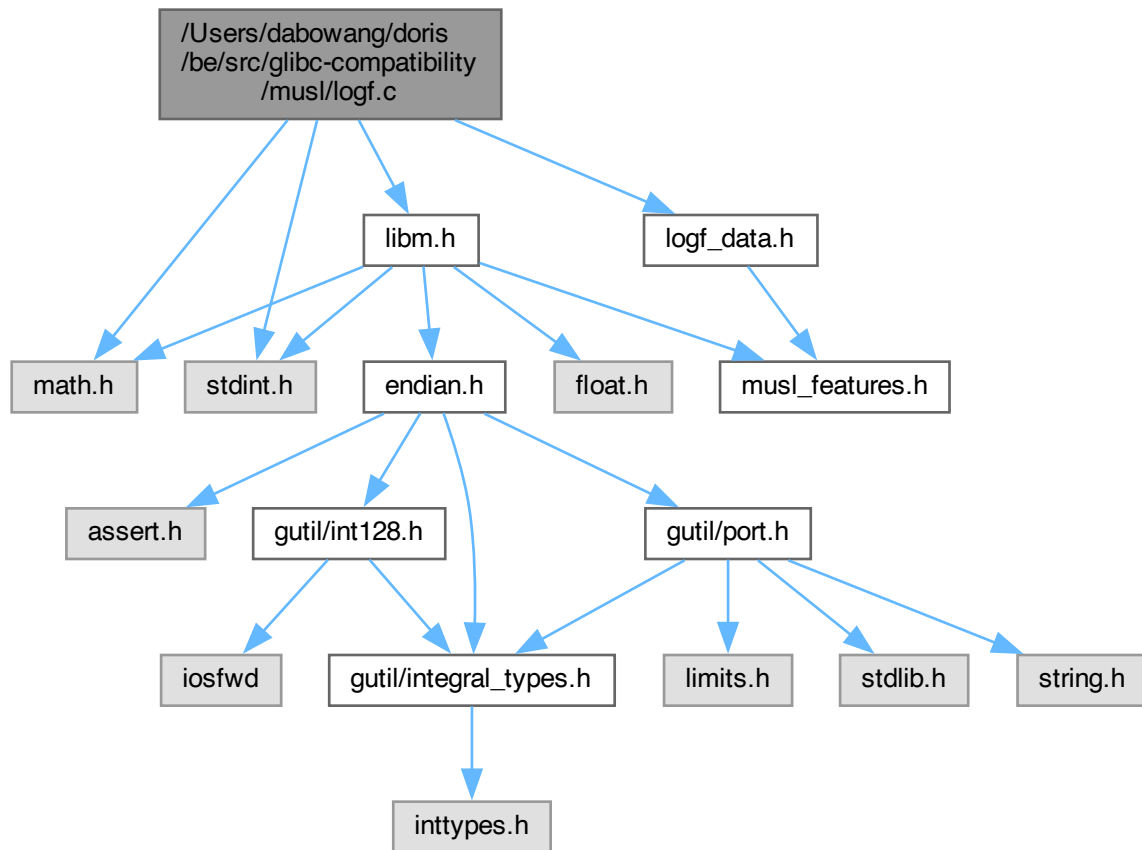 /Users/dabowang/doris
/be/src/glibc-compatibility
/musl/logf.c
libm.h
logf_data.h
math.h
stdint.h
endian.h
float.h
musl_features.h
assert.h
gutil/int128.h
gutil/port.h
iosfwd
gutil/integral_types.h
limits.h
stdlib.h
string.h
inttypes.h